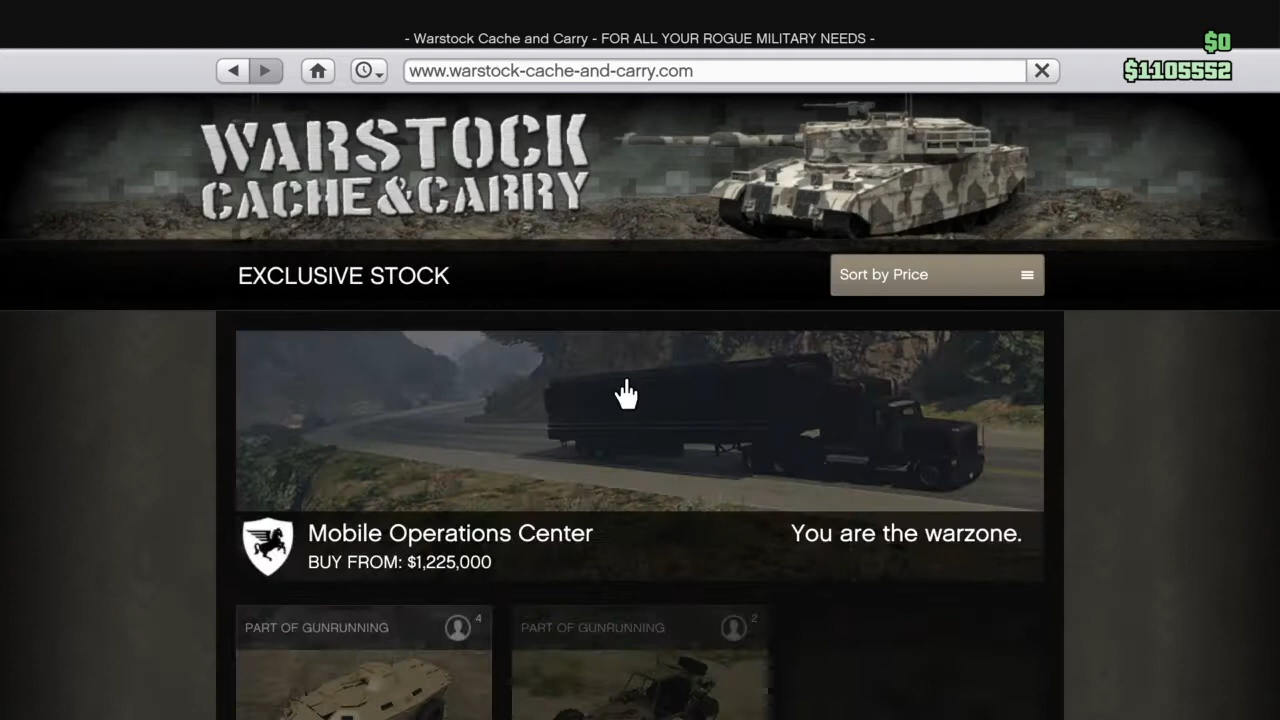 - Warstock Cache and Carry - FOR ALL YOUR ROGUE MILITARY NEEDS -
$0
www.warstock-cache-and-carry.com
$1105552
WARSTOCK
CACHE&CARRY
EXCLUSIVE STOCK
Sort by Price
Mobile Operations Center
You are the warzone.
BUY FROM: $1,225,000
PART OF GUNRUNNING
4
PART OF GUNRUNNING
2